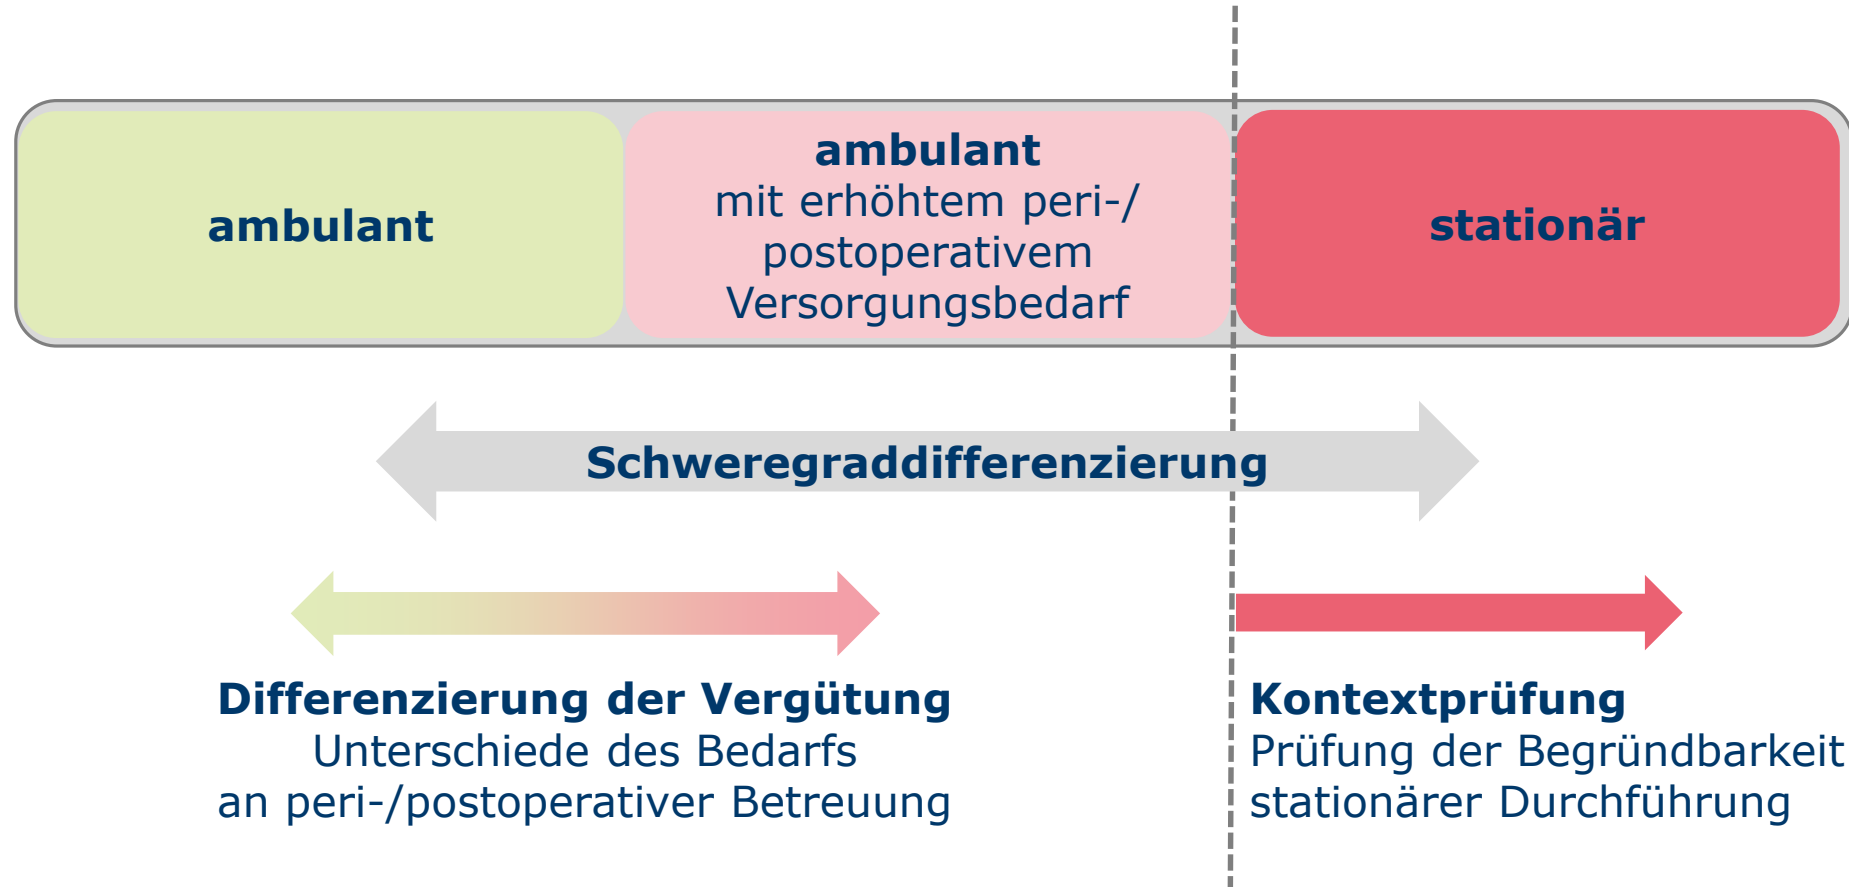 ambulant
ambulant
mit erhöhtem peri-/
postoperativem
Versorgungsbedarf
stationär
Schweregraddifferenzierung
Differenzierung der Vergütung
Unterschiede des Bedarfs
an peri-/postoperativer Betreuung
Kontextprüfung
Prüfung der Begründbarkeit
stationärer Durchführung